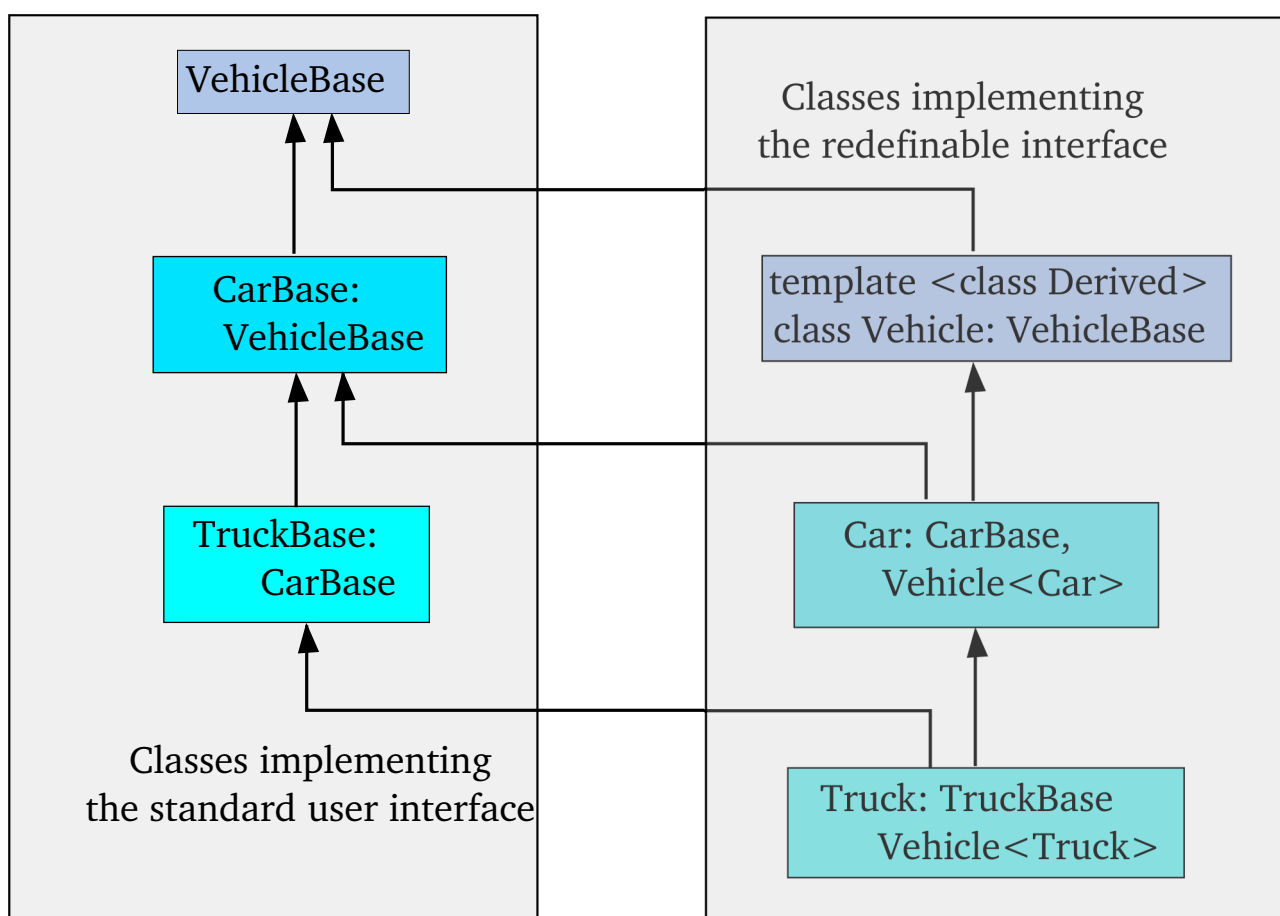 VehicleBase
CarBase:
VehicleBase
TruckBase:
CarBase
Classes implementing
the standard user interface
Classes implementing
the redefinable interface
template <class Derived>
class Vehicle: VehicleBase
Car: CarBase,
Vehicle<Car>
Truck: TruckBase
Vehicle<Truck>